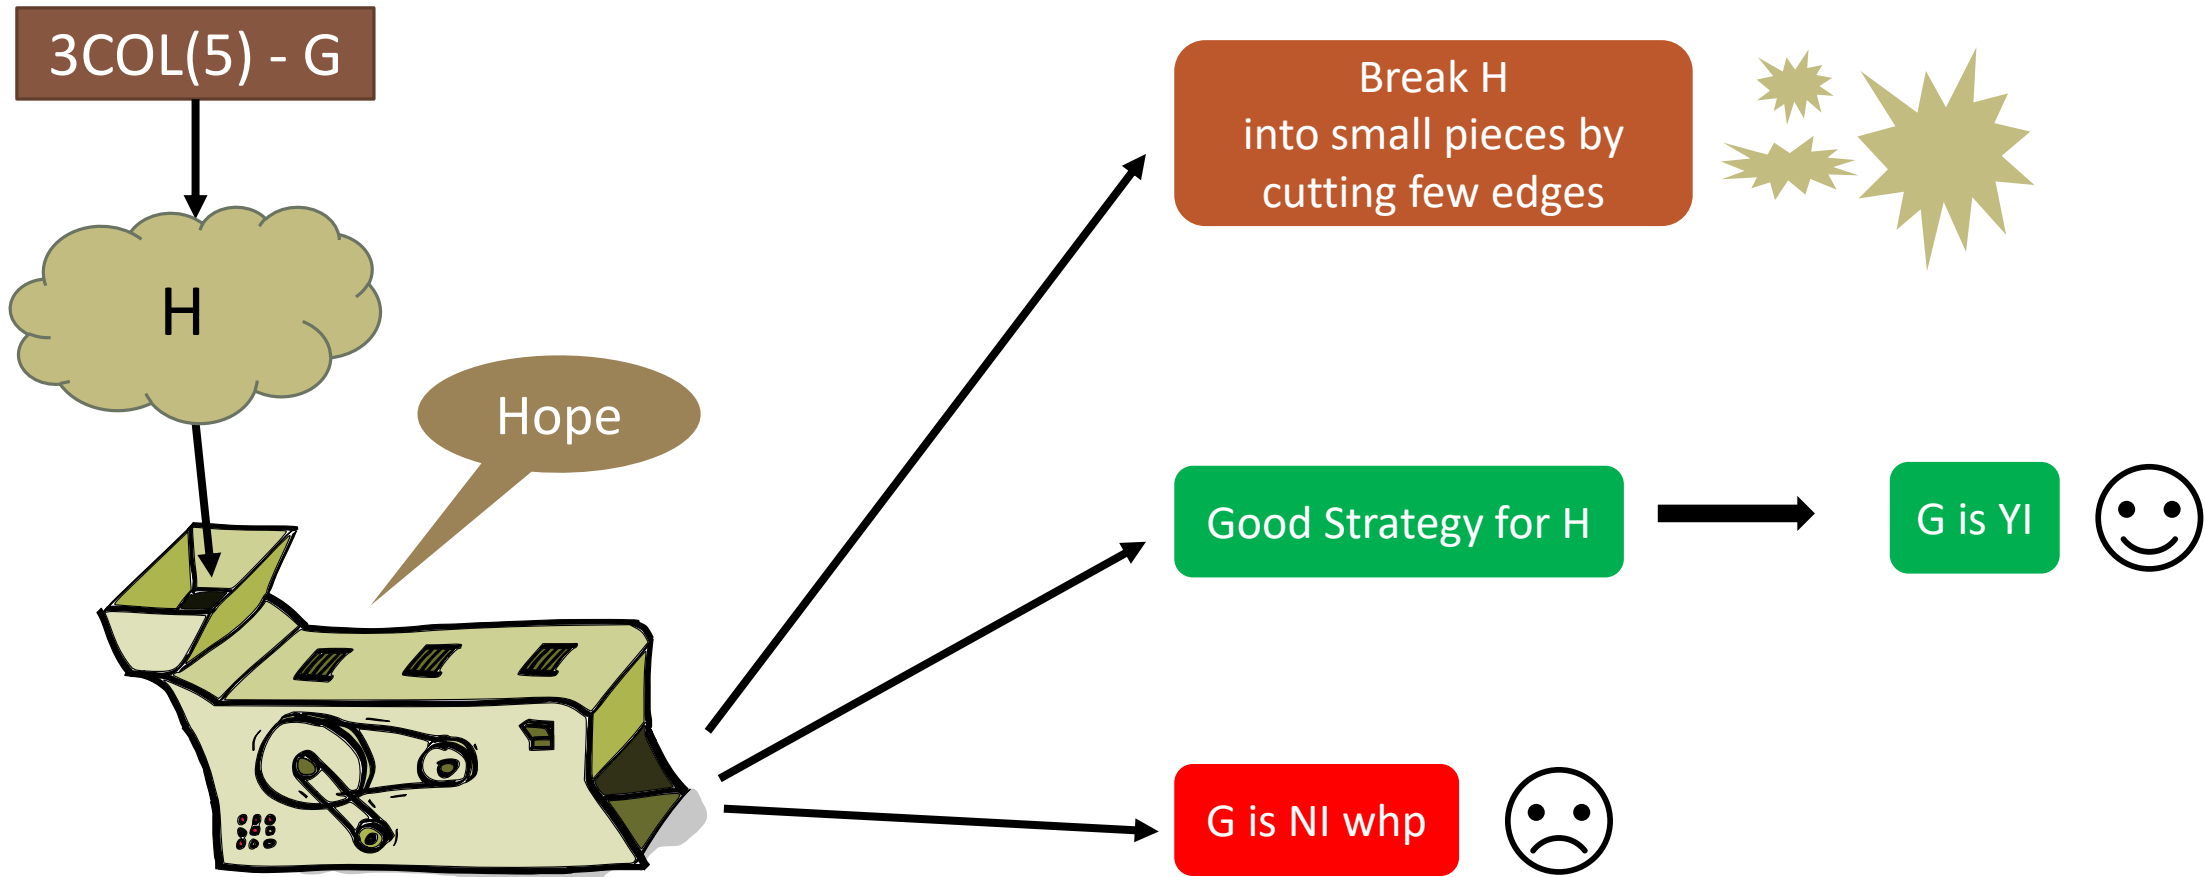 3COL(5) - G
H
Hope
Break H
into small pieces by
cutting few edges
Good Strategy for H
G is YI
G is NI whp